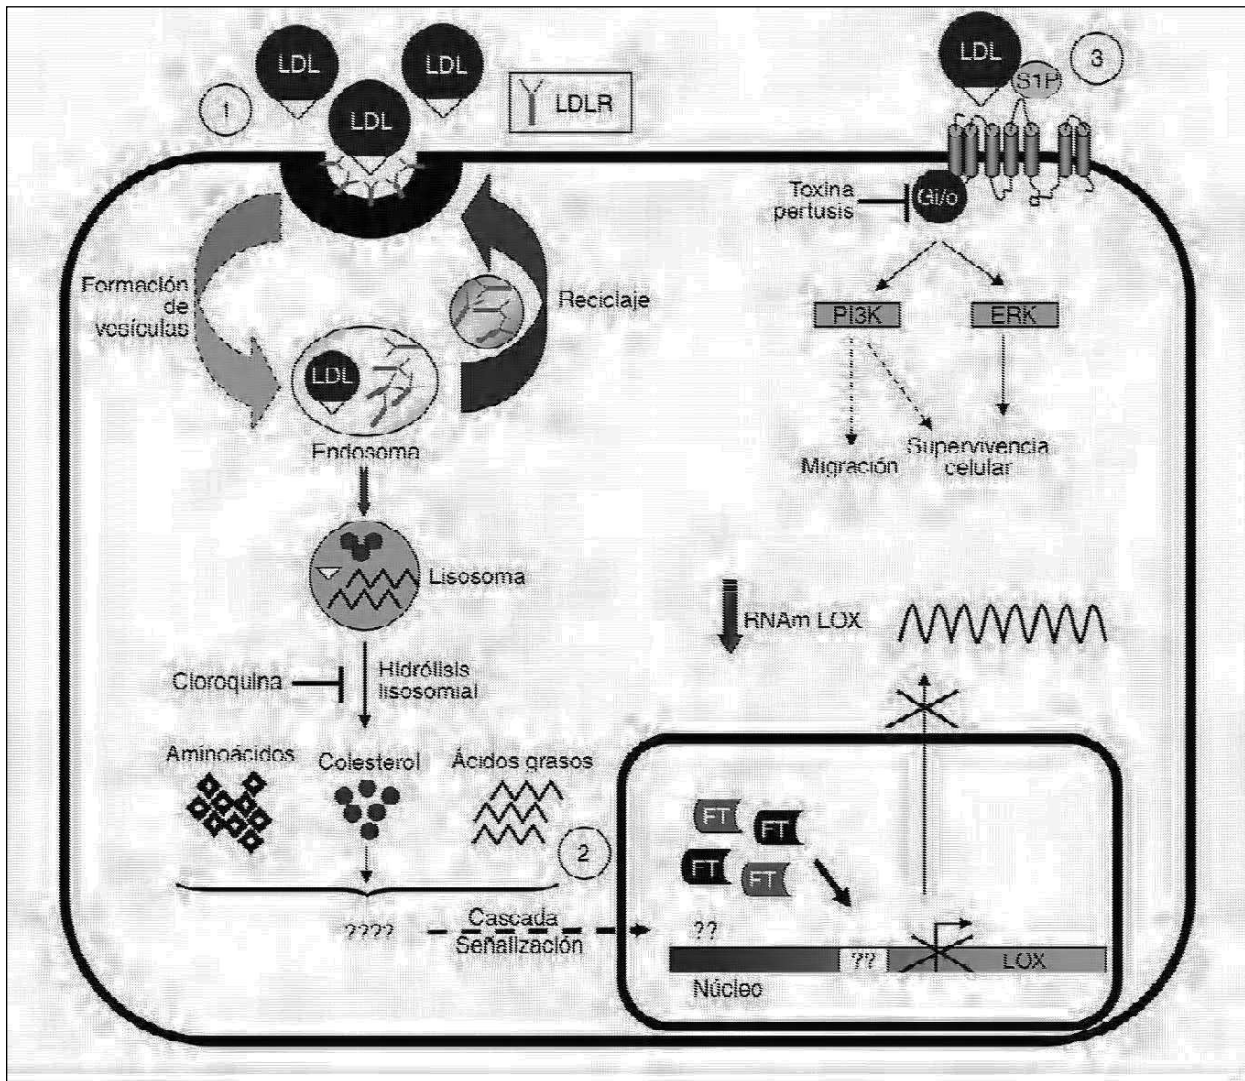 LDL
LDL
LDL
1
LDLR
LDL
S1P
3
Toxina
pertusis
Gi/o
Formación
de
vesículas
Reciclaje
PI3K
ERK
LDL
Endosoma
Migración
Supervivencia
celular
Lisosoma
RNAm LOX
Cloroquina
Hidrólisis
lisosomial
Aminoácidos
Colesterol
Ácidos grasos
2
FT
FT
FT
FT
????
Cascada
Señalización
??
??
LOX
Núcleo